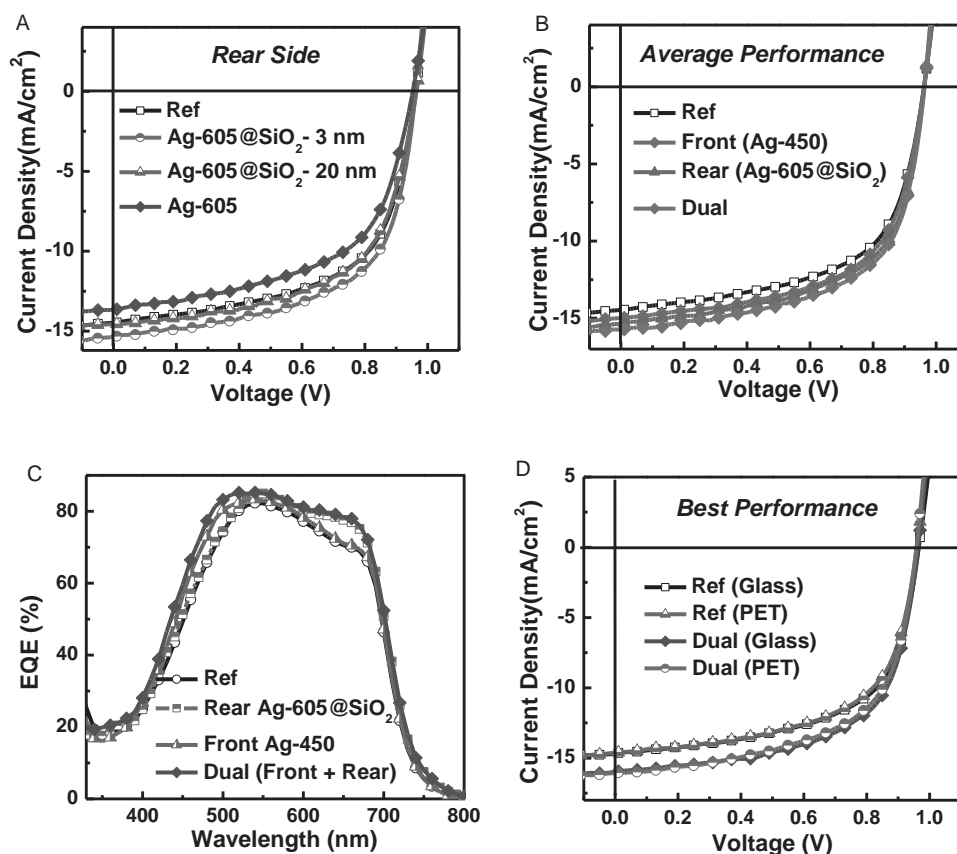 A
Rear Side
0
Ref
Ag-605@SiO₂- 3 nm
-5
Ag-605@SiO₂- 20 nm
Ag-605
-10
-15
0.0 0.2 0.4 0.6 0.8 1.0
Voltage (V)
Current Density(mA/cm²)
B
Average Performance
0
Ref
Front (Ag-450)
-5
Rear (Ag-605@SiO₂)
Dual
-10
-15
0.0 0.2 0.4 0.6 0.8 1.0
Voltage (V)
Current Density(mA/cm²)
C
80
60
40
20
0
Ref
Rear Ag-605@SiO₂
Front Ag-450
Dual (Front + Rear)
400 500 600 700 800
Wavelength (nm)
EQE (%)
D
5
Best Performance
0
Ref (Glass)
Ref (PET)
-5
Dual (Glass)
Dual (PET)
-10
-15
0.0 0.2 0.4 0.6 0.8 1.0
Voltage (V)
Current Density(mA/cm²)